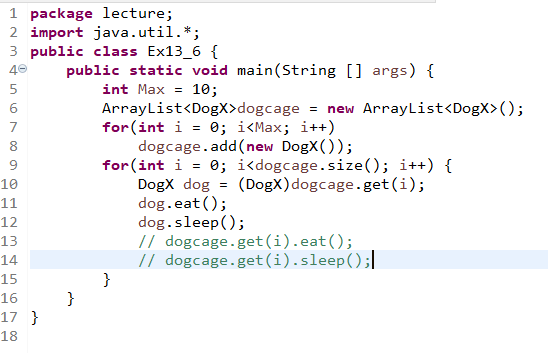 1 package lecture;
2 import java.util.*;
3 public class Ex13_6 {
4 public static void main(String [] args) {
5 int Max = 10;
6 ArrayList<DogX>dogcage = new ArrayList<DogX>();
7 for(int i = 0; i<Max; i++)
8 dogcage.add(new DogX());
9 for(int i = 0; i<dogcage.size(); i++) {
10 DogX dog = (DogX)dogcage.get(i);
11 dog.eat();
12 dog.sleep();
13 // dogcage.get(i).eat();
14 // dogcage.get(i).sleep();
15 }
16 }
17 }
18